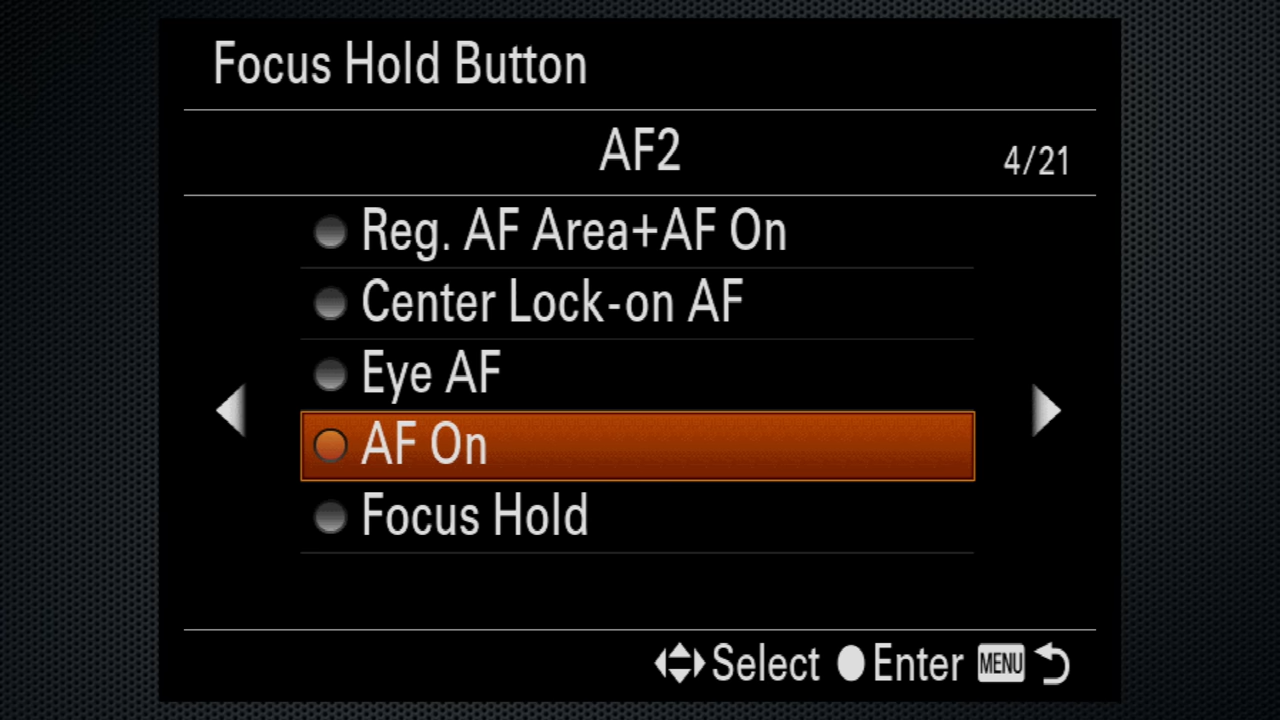 Focus Hold Button
AF2
4/21
Reg. AF Area+AF On
Center Lock-on AF
Eye AF
AF On
Focus Hold
Select Enter MENU